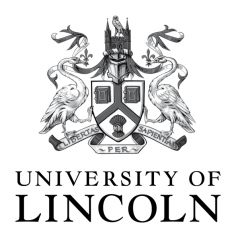 LIBERTAS
PER
SAPIENTIAM
UNIVERSITY OF
LINCOLN